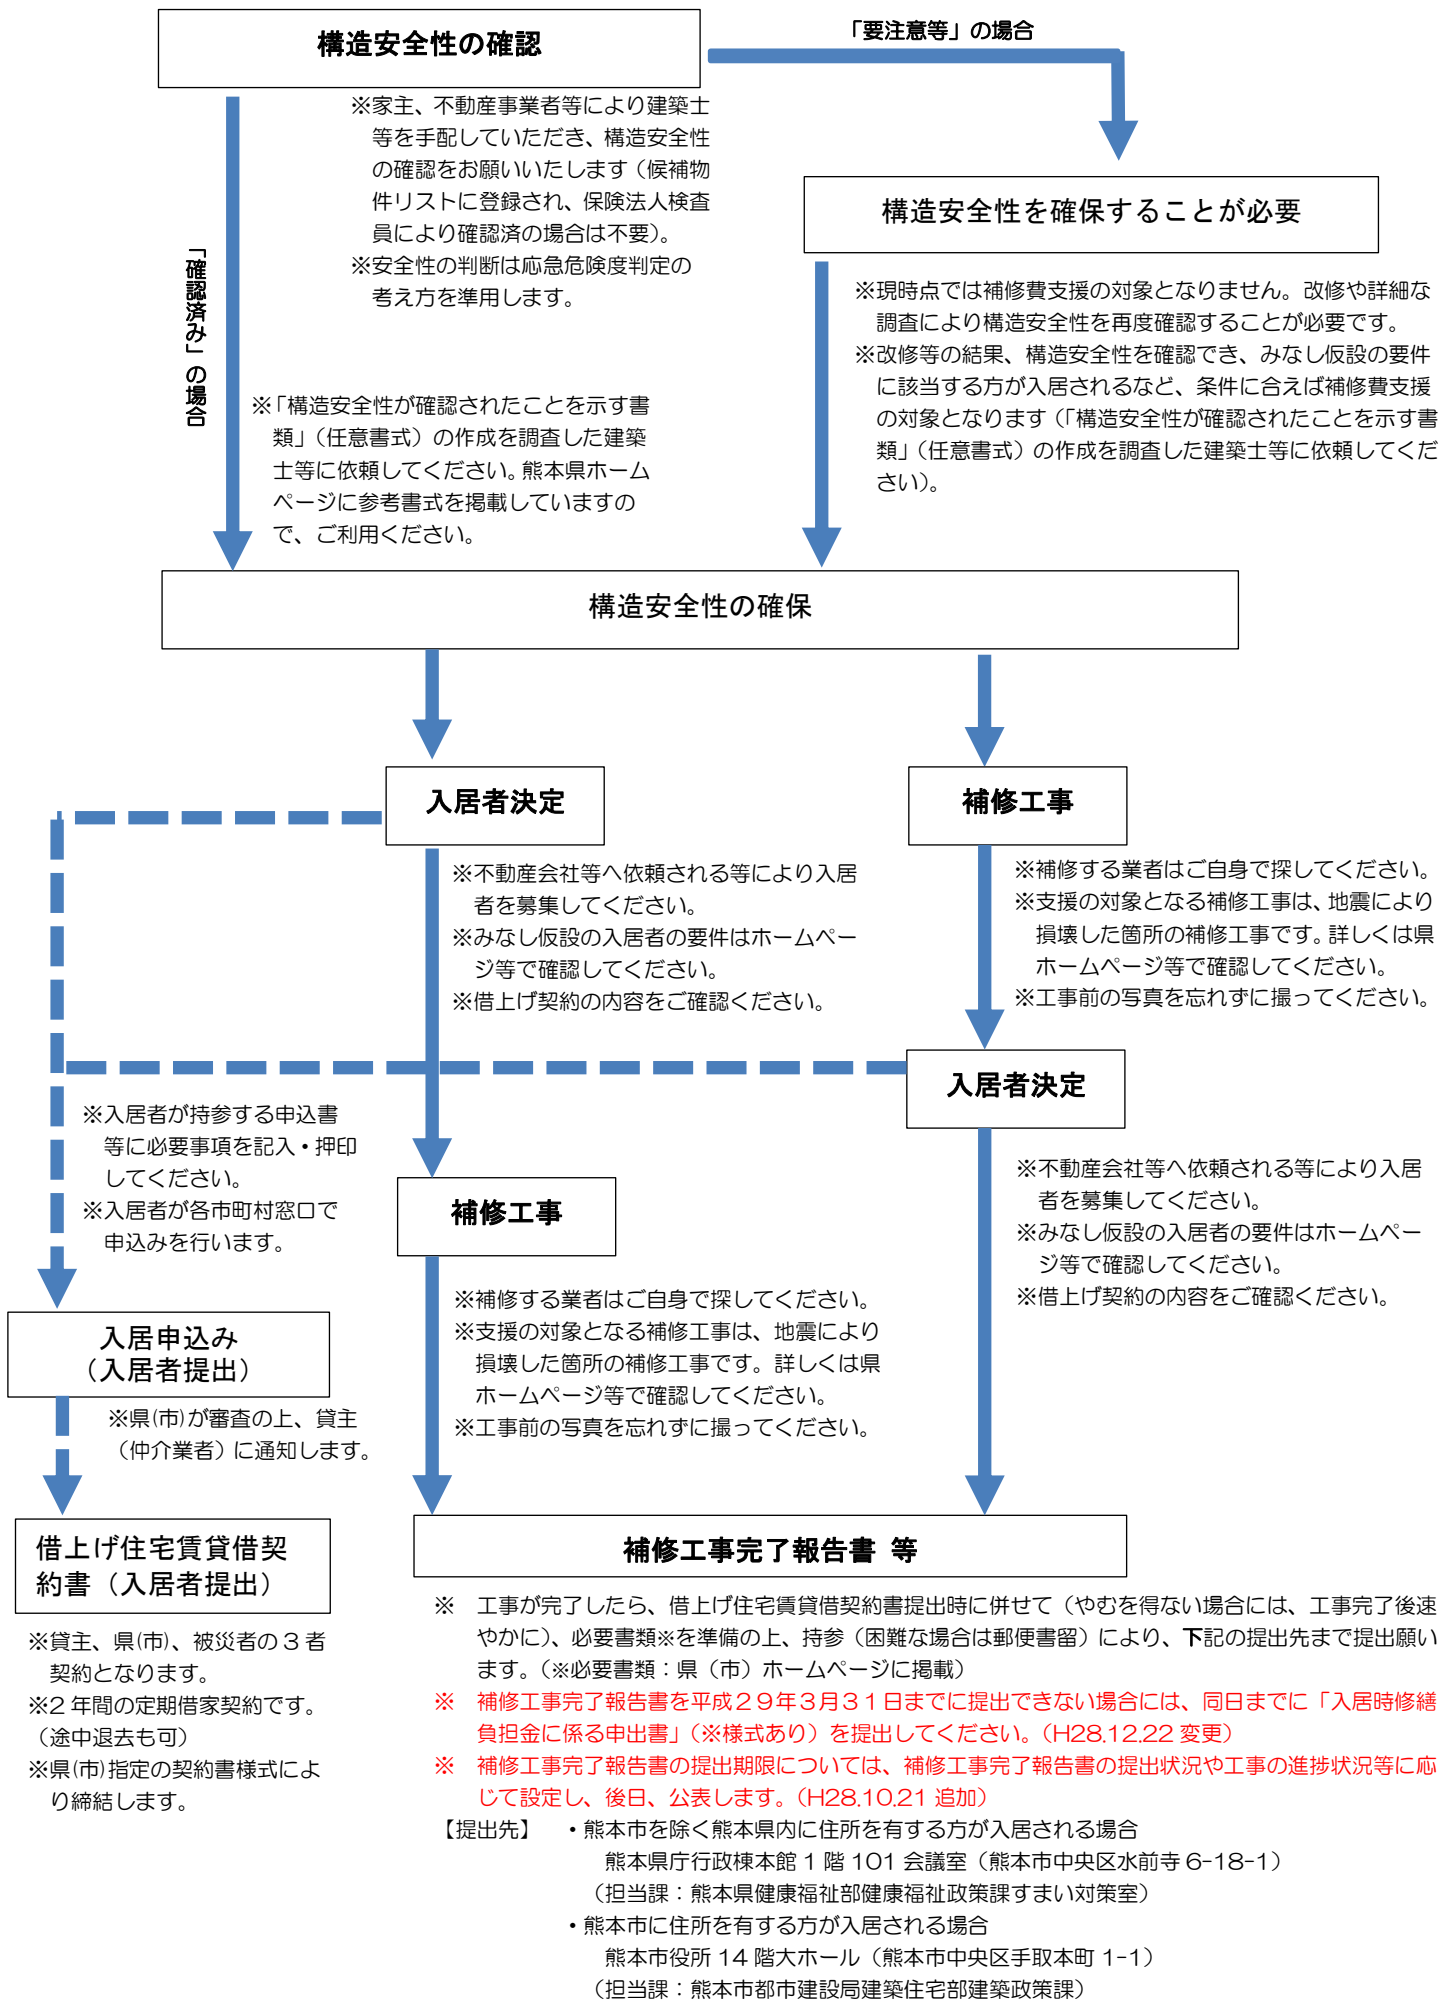 構造安全性の確認
「要注意等」の場合
※家主、不動産事業者等により建築士
等を手配していただき、構造安全性
の確認をお願いいたします（候補物
件リストに登録され、保険法人検査
員により確認済の場合は不要）。
※安全性の判断は応急危険度判定の
考え方を準用します。
「確認済み」の場合
※「構造安全性が確認されたことを示す書
類」（任意書式）の作成を調査した建築
士等に依頼してください。熊本県ホーム
ページに参考書式を掲載していますの
で、ご利用ください。
構造安全性を確保することが必要
※現時点では補修費支援の対象となりません。改修や詳細な
調査により構造安全性を再度確認することが必要です。
※改修等の結果、構造安全性を確認でき、みなし仮設の要件
に該当する方が入居されるなど、条件に合えば補修費支援
の対象となります（「構造安全性が確認されたことを示す書
類」（任意書式）の作成を調査した建築士等に依頼してくだ
さい）。
構造安全性の確保
入居者決定
※不動産会社等へ依頼される等により入居
者を募集してください。
※みなし仮設の入居者の要件はホームペー
ジ等で確認してください。
※借上げ契約の内容をご確認ください。
補修工事
※補修する業者はご自身で探してください。
※支援の対象となる補修工事は、地震により
損壊した箇所の補修工事です。詳しくは県
ホームページ等で確認してください。
※工事前の写真を忘れずに撮ってください。
入居者決定
※不動産会社等へ依頼される等により入居
者を募集してください。
※みなし仮設の入居者の要件はホームペー
ジ等で確認してください。
※借上げ契約の内容をご確認ください。
※入居者が持参する申込書
等に必要事項を記入・押印
してください。
※入居者が各市町村窓口で
申込みを行います。
補修工事
※補修する業者はご自身で探してください。
※支援の対象となる補修工事は、地震により
損壊した箇所の補修工事です。詳しくは県
ホームページ等で確認してください。
※工事前の写真を忘れずに撮ってください。
入居申込み
（入居者提出）
※県(市)が審査の上、貸主
（仲介業者）に通知します。
借上げ住宅賃貸借契
約書（入居者提出）
※貸主、県(市)、被災者の3者
契約となります。
※2年間の定期借家契約です。
（途中退去も可）
※県(市)指定の契約書様式によ
り締結します。
補修工事完了報告書 等
※ 工事が完了したら、借上げ住宅賃貸借契約書提出時に併せて（やむを得ない場合には、工事完了後速
やかに）、必要書類※を準備の上、持参（困難な場合は郵便書留）により、下記の提出先まで提出願い
ます。（※必要書類：県（市）ホームページに掲載）
※ 補修工事完了報告書を平成２９年３月３１日までに提出できない場合には、同日までに「入居時修繕
負担金に係る申出書」（※様式あり）を提出してください。（H28.12.22 変更）
※ 補修工事完了報告書の提出期限については、補修工事完了報告書の提出状況や工事の進捗状況等に応
じて設定し、後日、公表します。（H28.10.21 追加）
【提出先】 ・熊本市を除く熊本県内に住所を有する方が入居される場合
熊本県庁行政棟本館 1 階 101 会議室（熊本市中央区水前寺 6-18-1）
（担当課：熊本県健康福祉部健康福祉政策課すまい対策室）
・熊本市に住所を有する方が入居される場合
熊本市役所 14 階大ホール（熊本市中央区手取本町 1-1）
（担当課：熊本市都市建設局建築住宅部建築政策課）